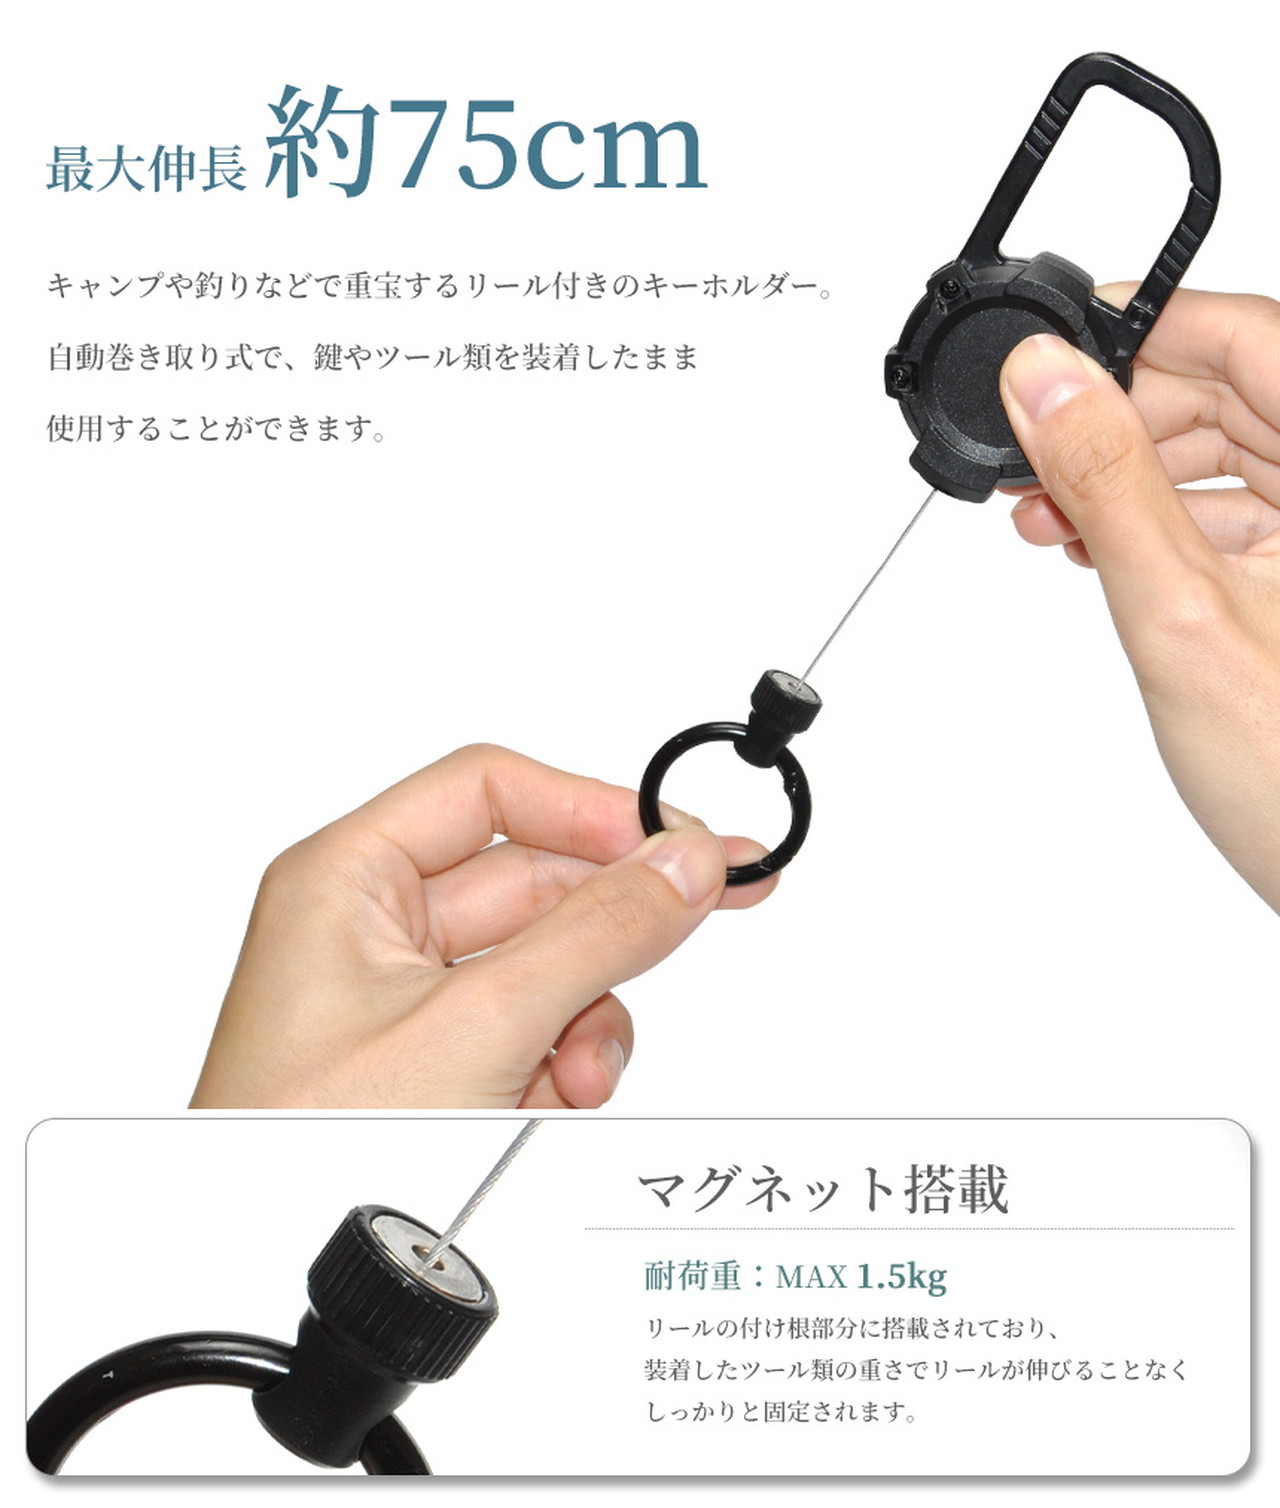 最大伸長 約75cm
キャンプや釣りなどで重宝するリール付きのキーホルダー。
自動巻き取り式で、鍵やツール類を装着したまま
使用することができます。
マグネット搭載
耐荷重：MAX 1.5kg
リールの付け根部分に搭載されており、
装着したツール類の重さでリールが伸びることなく
しっかりと固定されます。